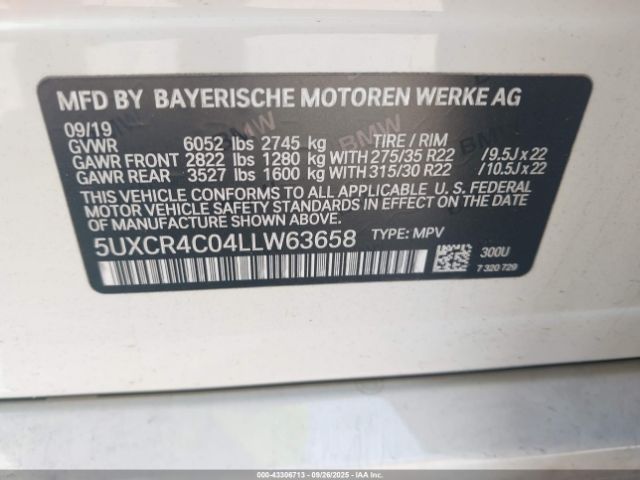 MFD BY BAYERISCHE MOTOREN WERKE AG
09/19
GVWR 6052 lbs 2745 kg TIRE / RIM
GAWR FRONT 2822 lbs 1280 kg WITH 275/35 R22 /9.5J x 22
GAWR REAR 3527 lbs 1600 kg WITH 315/30 R22 /10.5J x 22
THIS VEHICLE CONFORMS TO ALL APPLICABLE U. S. FEDERAL
MOTOR VEHICLE SAFETY STANDARDS IN EFFECT ON THE DATE
OF MANUFACTURE SHOWN ABOVE.
5UXCR4C04LLW63658 TYPE: MPV
300U
7 320 729
BMW
BMW
000-43306713 - 09/26/2025 - IAA Inc.